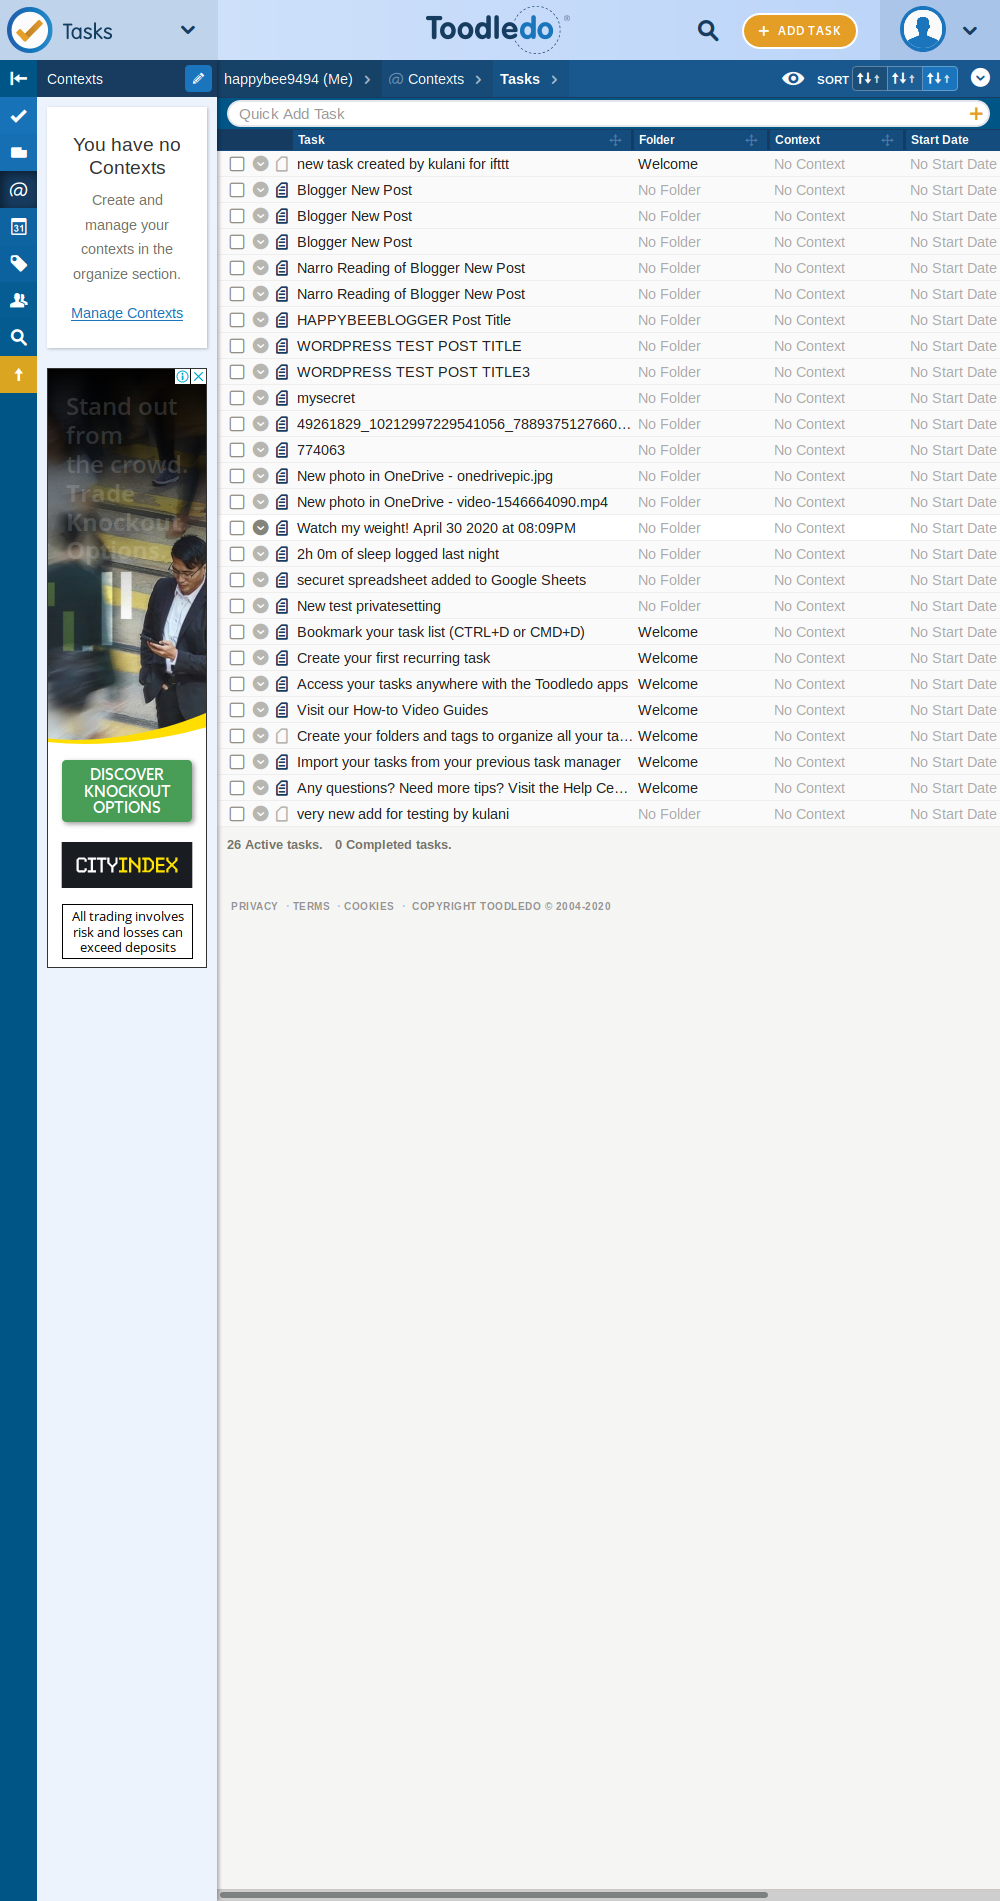 Tasks
Toodledo ®
+ ADD TASK
Contexts
happybee9494 (Me)
@ Contexts
Tasks
SORT
Quick Add Task
+
Task Folder Context Start Date
You have no
Contexts
Create and
manage your
contexts in the
organize section.
Manage Contexts
@
31
new task created by kulani for ifttt Welcome No Context No Start Date
Blogger New Post No Folder No Context No Start Date
Blogger New Post No Folder No Context No Start Date
Blogger New Post No Folder No Context No Start Date
Narro Reading of Blogger New Post No Folder No Context No Start Date
Narro Reading of Blogger New Post No Folder No Context No Start Date
HAPPYBEEBLOGGER Post Title No Folder No Context No Start Date
WORDPRESS TEST POST TITLE No Folder No Context No Start Date
WORDPRESS TEST POST TITLE3 No Folder No Context No Start Date
mysecret No Folder No Context No Start Date
49261829_10212997229541056_7889375127660... No Folder No Context No Start Date
774063 No Folder No Context No Start Date
New photo in OneDrive - onedrivepic.jpg No Folder No Context No Start Date
New photo in OneDrive - video-1546664090.mp4 No Folder No Context No Start Date
Watch my weight! April 30 2020 at 08:09PM No Folder No Context No Start Date
2h 0m of sleep logged last night No Folder No Context No Start Date
securet spreadsheet added to Google Sheets No Folder No Context No Start Date
New test privatesetting No Folder No Context No Start Date
Bookmark your task list (CTRL+D or CMD+D) Welcome No Context No Start Date
Create your first recurring task Welcome No Context No Start Date
Access your tasks anywhere with the Toodledo apps Welcome No Context No Start Date
Visit our How-to Video Guides Welcome No Context No Start Date
Create your folders and tags to organize all your ta... Welcome No Context No Start Date
Import your tasks from your previous task manager Welcome No Context No Start Date
Any questions? Need more tips? Visit the Help Ce... Welcome No Context No Start Date
very new add for testing by kulani No Folder No Context No Start Date
26 Active tasks. 0 Completed tasks.
PRIVACY · TERMS · COOKIES · COPYRIGHT TOODLEDO © 2004-2020
Stand out
from
the crowd.
Trade
Knockout
Options.
DISCOVER
KNOCKOUT
OPTIONS
CITYINDEX
All trading involves
risk and losses can
exceed deposits